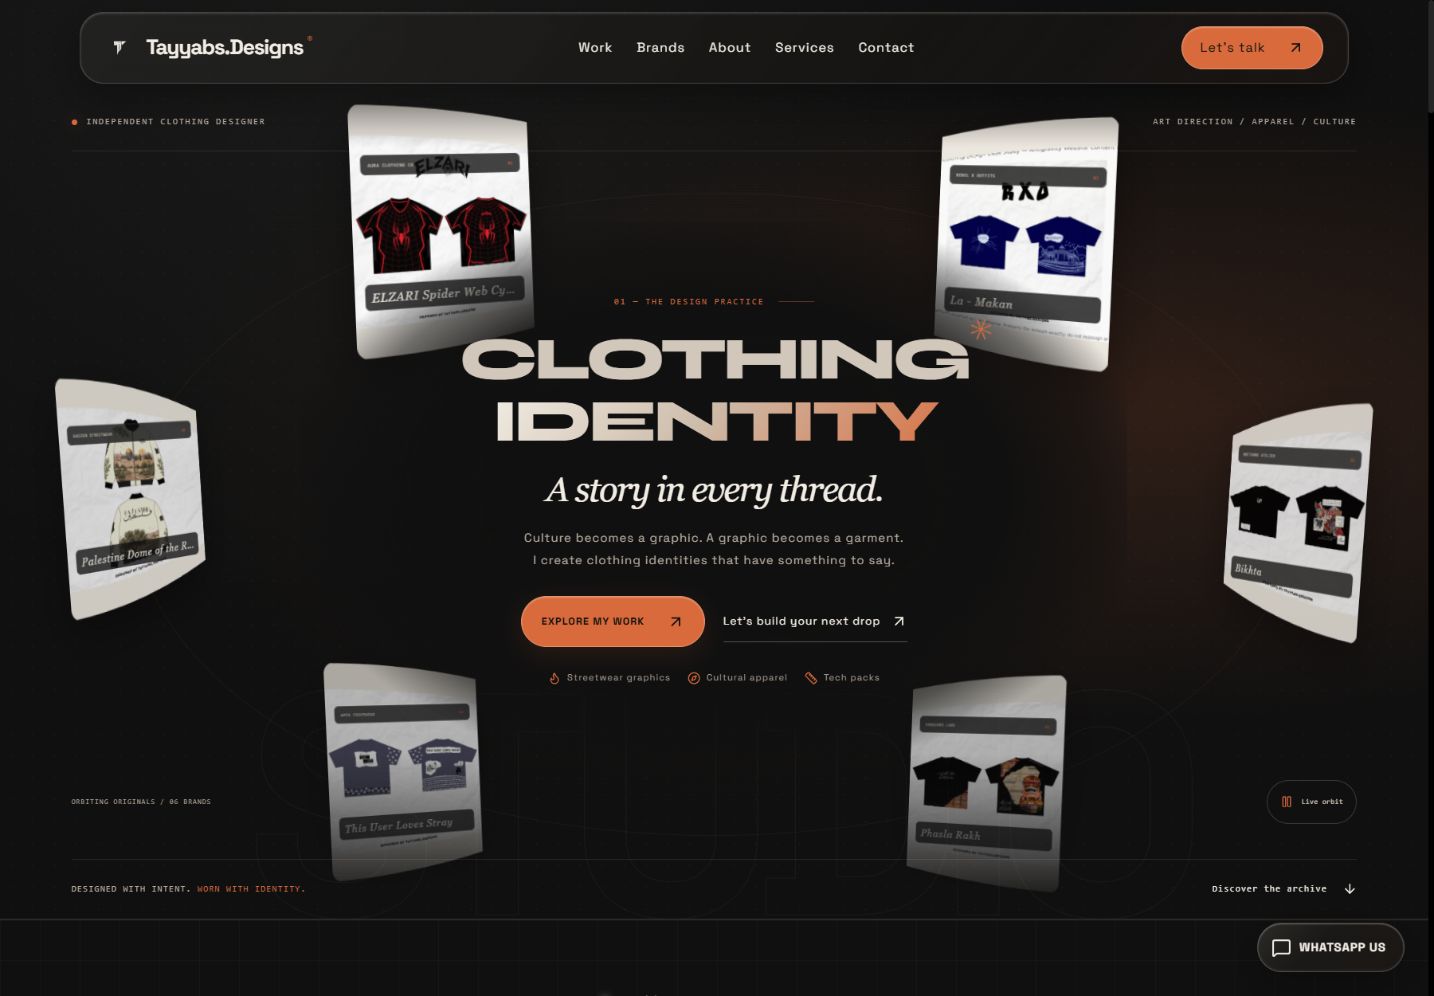 Tayyabs.Designs
Work Brands About Services Contact
Let's talk
INDEPENDENT CLOTHING DESIGNER
ART DIRECTION / APPAREL / CULTURE
ELZARI
ELZARI Spider Web Cy...
REBEL X OUTFITS
RXO
La - Makan
01 — THE DESIGN PRACTICE
CLOTHING
IDENTITY
A story in every thread.
Culture becomes a graphic. A graphic becomes a garment.
I create clothing identities that have something to say.
EXPLORE MY WORK
Let's build your next drop
Streetwear graphics
Cultural apparel
Tech packs
Palestine Dome of the R...
Bikhta
This User Loves Stray
Phasla Rakh
STUDIO
ORBITING ORIGINALS / 06 BRANDS
Live orbit
DESIGNED WITH INTENT. WORN WITH IDENTITY.
Discover the archive
WHATSAPP US